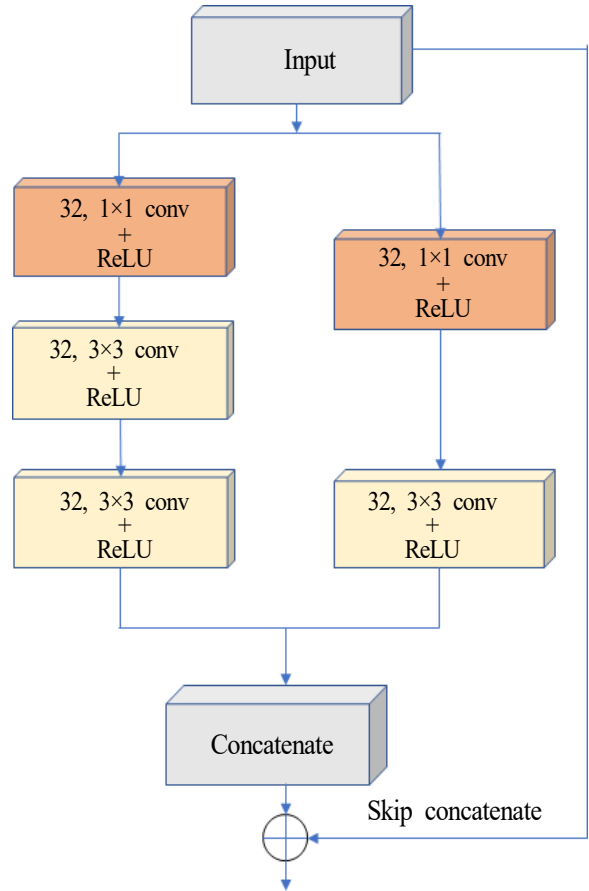 Input
32, 1×1 conv
+
ReLU
32, 3×3 conv
+
ReLU
32, 3×3 conv
+
ReLU
32, 1×1 conv
+
ReLU
32, 3×3 conv
+
ReLU
Concatenate
Skip concatenate